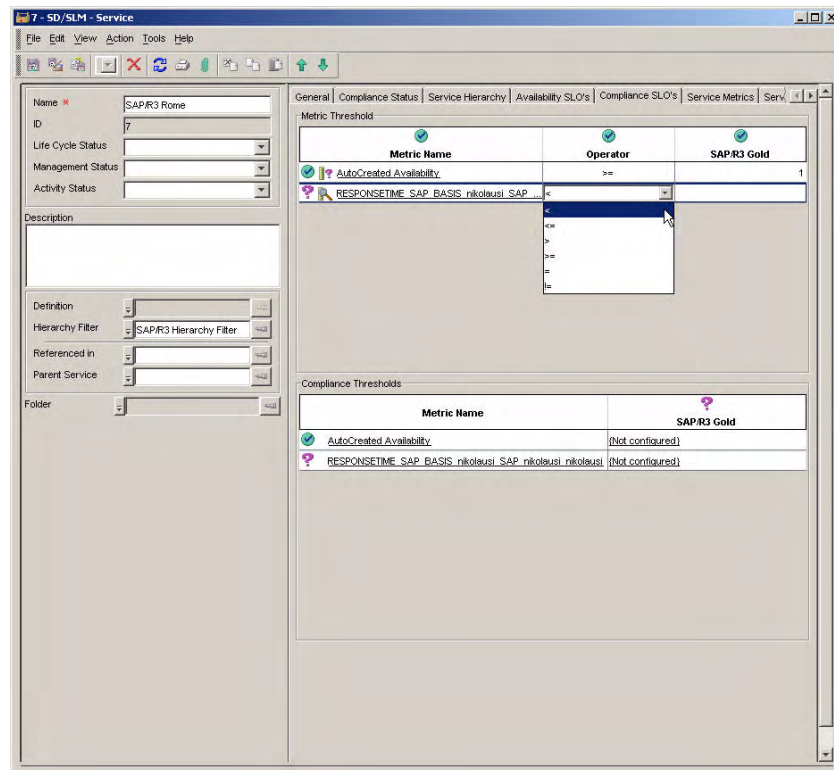 7 - SD/SLM - Service
File Edit View Action Tools Help
Name
SAP/R3 Rome
ID
7
Life Cycle Status
Management Status
Activity Status
Description
Definition
Hierarchy Filter
SAP/R3 Hierarchy Filter
Referenced in
Parent Service
Folder
General Compliance Status Service Hierarchy Availability SLO's Compliance SLO's Service Metrics Serv
Metric Threshold
Metric Name Operator SAP/R3 Gold
AutoCreated Availability >= 1
RESPONSETIME_SAP_BASIS_nikolausi_SAP_... <
<
<=
>
>=
=
!=
Compliance Thresholds
Metric Name SAP/R3 Gold
AutoCreated Availability {Not configured}
RESPONSETIME_SAP_BASIS_nikolausi_SAP_nikolausi_nikolausi {Not configured}